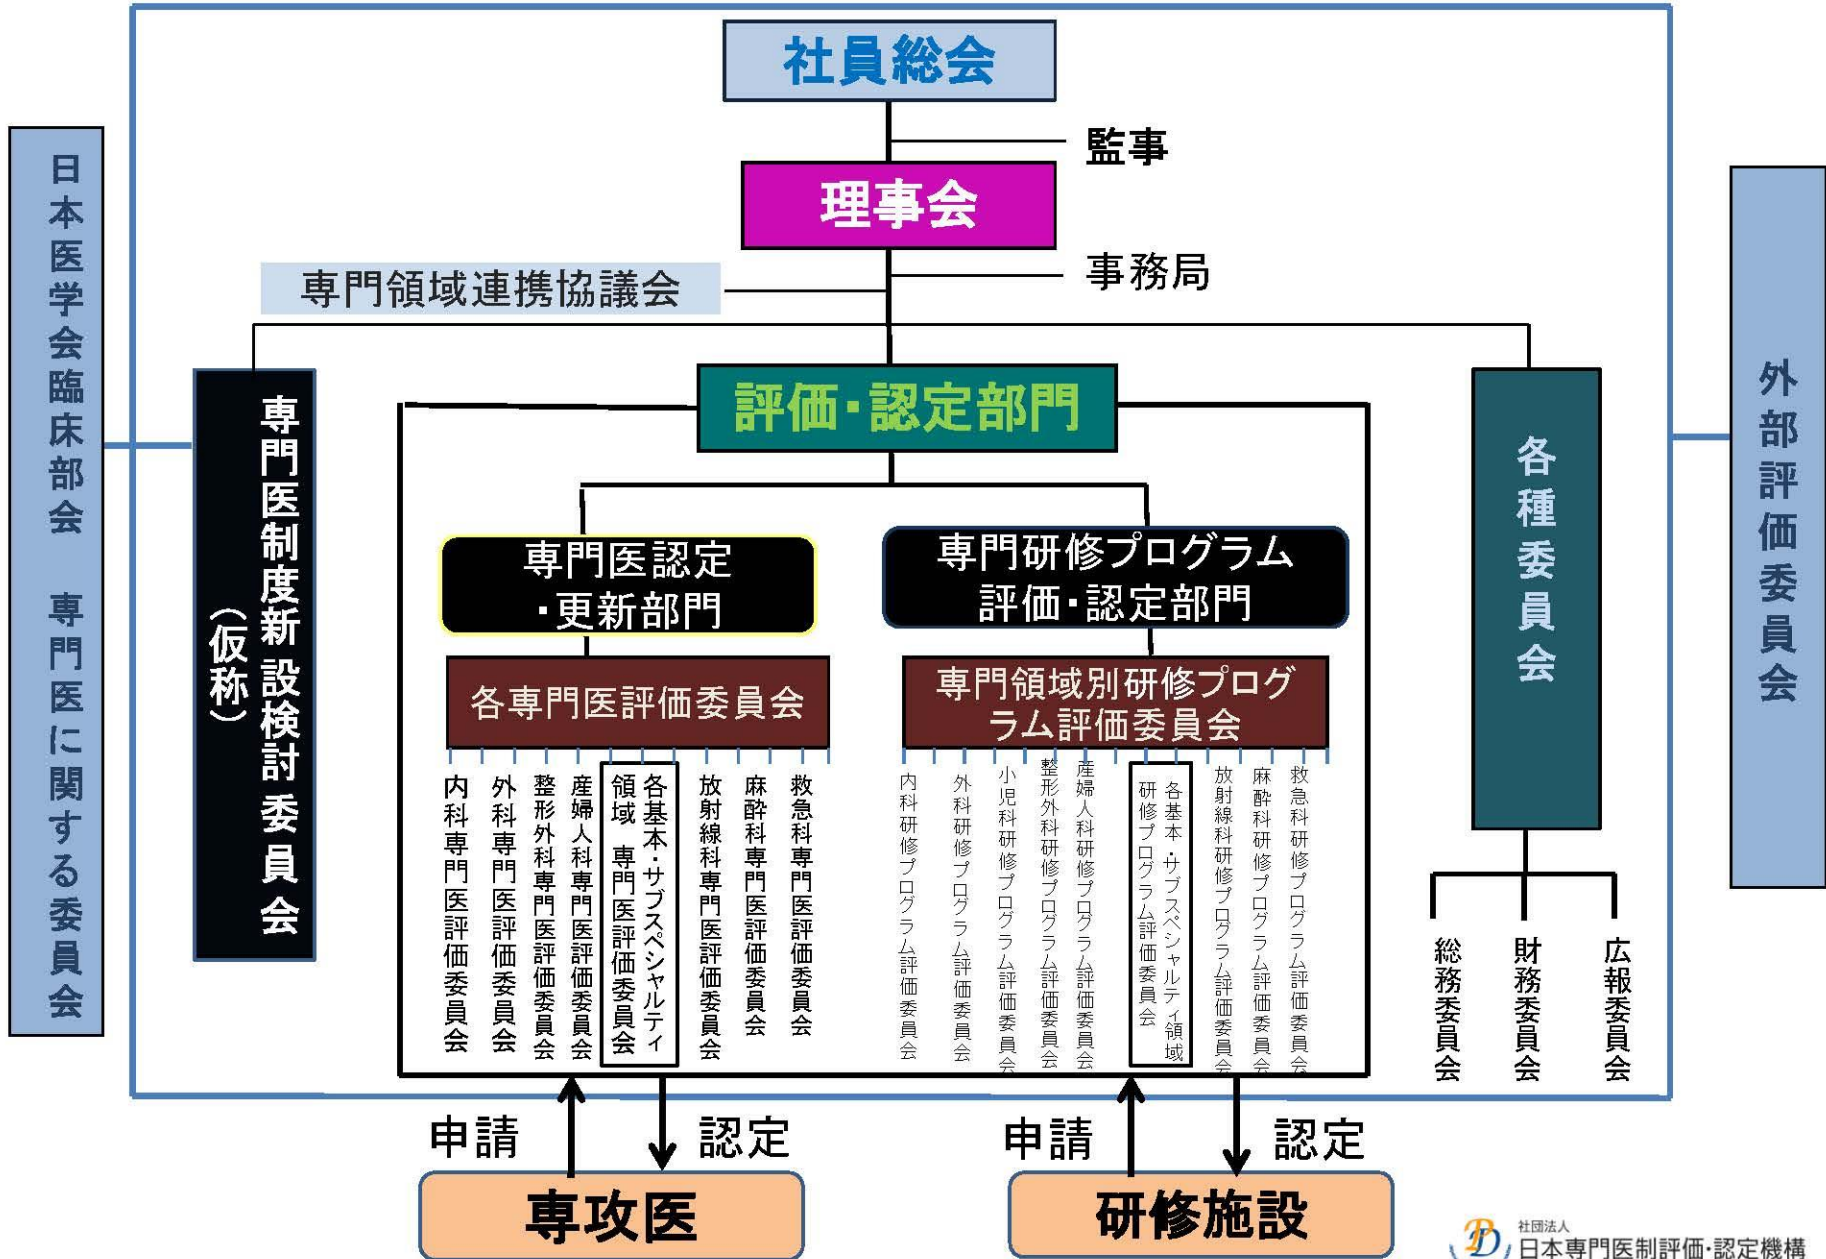 社員総会
監事
理事会
事務局
専門領域連携協議会
日本医学会臨床部会 専門医に関する委員会
外部評価委員会
専門医制度新設検討委員会
(仮称)
評価・認定部門
各種委員会
専門医認定
・更新部門
専門研修プログラム
評価・認定部門
各専門医評価委員会
専門領域別研修プログ
ラム評価委員会
内科専門医評価委員会
外科専門医評価委員会
整形外科専門医評価委員会
産婦人科専門医評価委員会
各基本・サブスペシャルティ
領域 専門医評価委員会
放射線科専門医評価委員会
麻酔科専門医評価委員会
救急科専門医評価委員会
内科研修プログラム評価委員会
外科研修プログラム評価委員会
小児科研修プログラム評価委員会
整形外科研修プログラム評価委員会
産婦人科研修プログラム評価委員会
各基本・サブスペシャルティ領域
研修プログラム評価委員会
放射線科研修プログラム評価委員会
麻酔科研修プログラム評価委員会
救急科研修プログラム評価委員会
総務委員会
財務委員会
広報委員会
申請
認定
申請
認定
専攻医
研修施設
社団法人
日本専門医制評価・認定機構